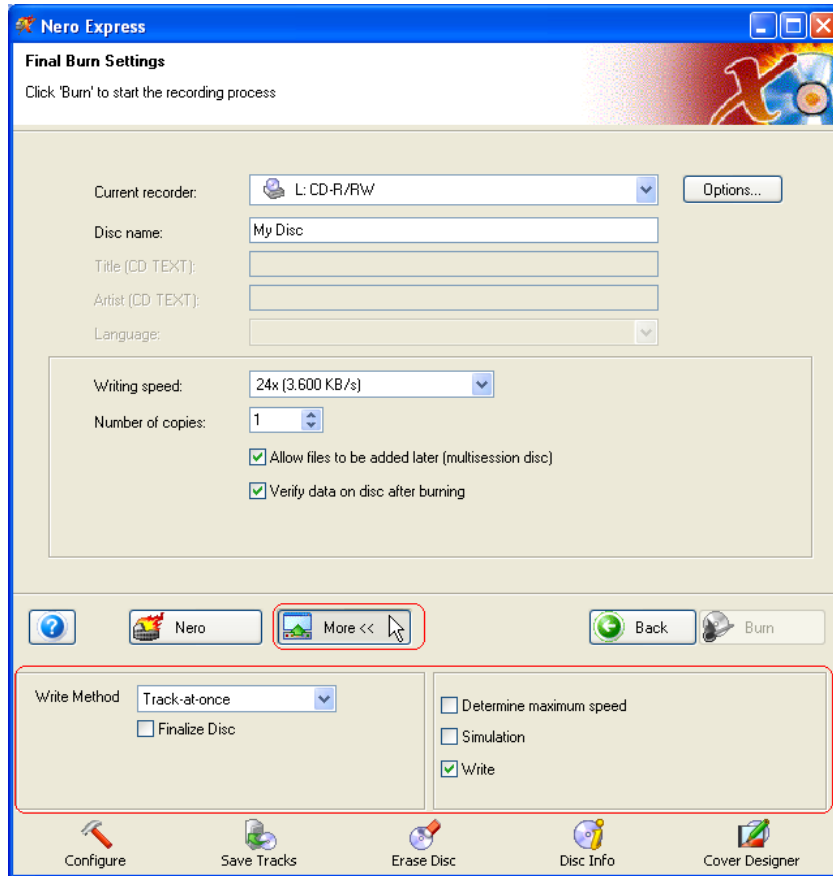 Nero Express
Final Burn Settings
Click 'Burn' to start the recording process
Current recorder: L: CD-R/RW Options...
Disc name: My Disc
Title (CD TEXT):
Artist (CD TEXT):
Language:
Writing speed: 24x (3.600 KB/s)
Number of copies: 1
Allow files to be added later (multisession disc)
Verify data on disc after burning
Nero More << Back Burn
Write Method Track-at-once
Finalize Disc
Determine maximum speed
Simulation
Write
Configure Save Tracks Erase Disc Disc Info Cover Designer